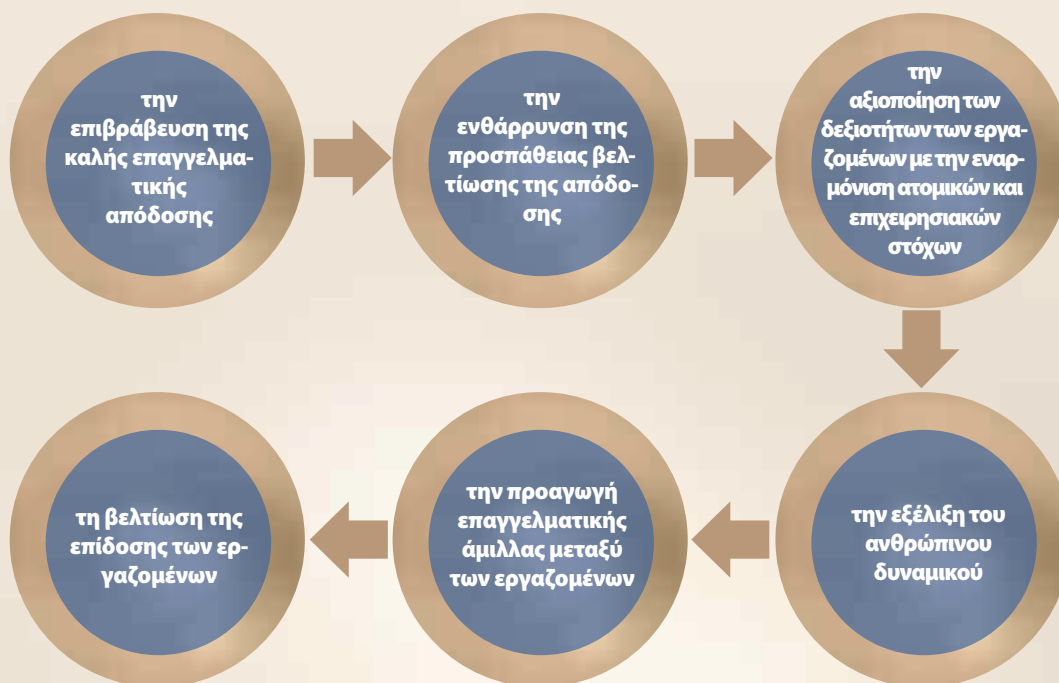 την
επιβράβευση της
καλής επαγγελμα-
τικής
απόδοσης
την
ενθάρρυνση της
προσπάθειας βελ-
τίωσης της απόδο-
σης
την
αξιοποίηση των
δεξιοτήτων των εργα-
ζομένων με την εναρ-
μόνιση ατομικών και
επιχειρησιακών
στόχων
την εξέλιξη του
ανθρώπινου
δυναμικού
την προαγωγή
επαγγελματικής
άμιλλας μεταξύ
των εργαζομένων
τη βελτίωση της
επίδοσης των ερ-
γαζομένων